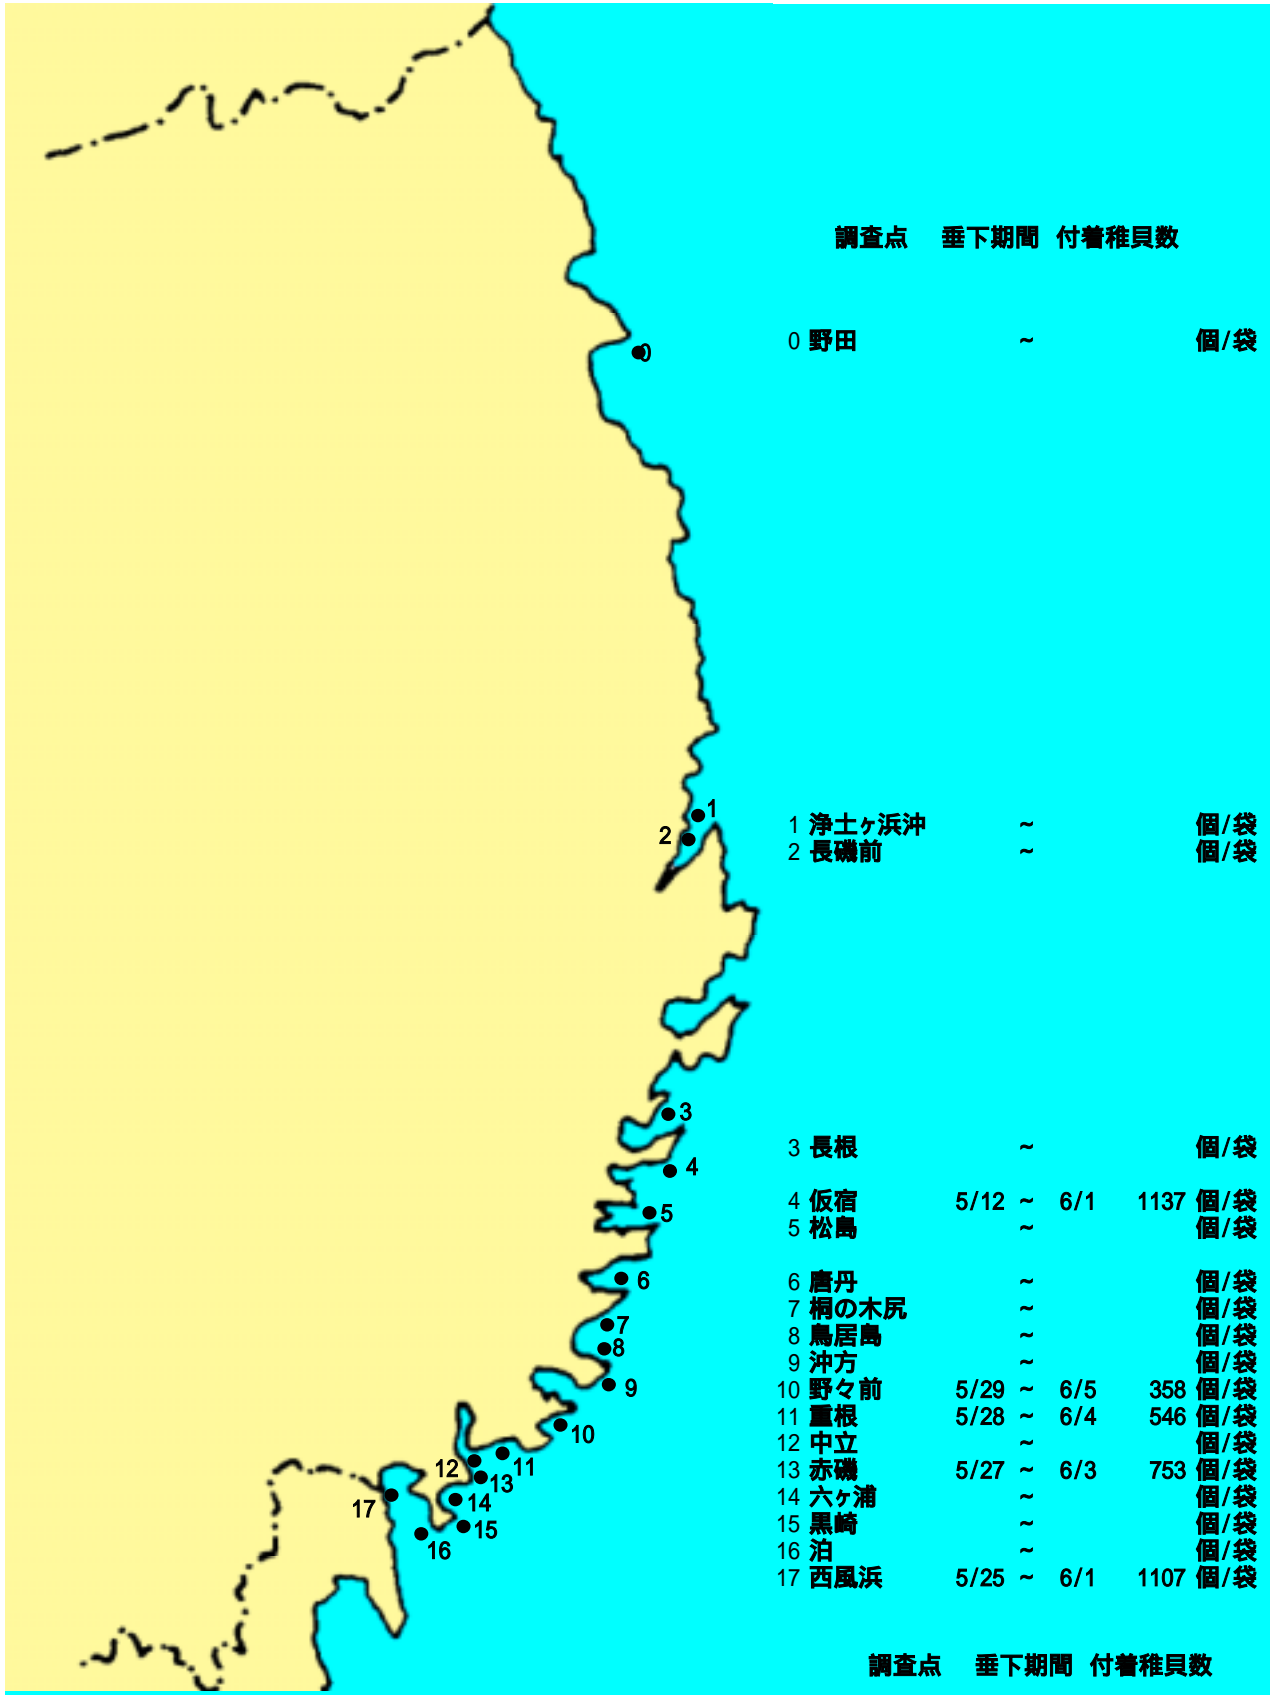 調査点 垂下期間 付着稚貝数
0 野田 ~ 個/袋
0
1 浄土ヶ浜沖 ~ 個/袋
2 長磯前 ~ 個/袋
1
2
3 長根 ~ 個/袋
4 仮宿 5/12 ~ 6/1 1137 個/袋
5 松島 ~ 個/袋
6 唐丹 ~ 個/袋
7 桐の木尻 ~ 個/袋
8 鳥居島 ~ 個/袋
9 沖方 ~ 個/袋
10 野々前 5/29 ~ 6/5 358 個/袋
11 重根 5/28 ~ 6/4 546 個/袋
12 中立 ~ 個/袋
13 赤磯 5/27 ~ 6/3 753 個/袋
14 六ヶ浦 ~ 個/袋
15 黒崎 ~ 個/袋
16 泊 ~ 個/袋
17 西風浜 5/25 ~ 6/1 1107 個/袋
3
4
5
6
7
8
9
10
11
12
13
14
15
16
17
調査点 垂下期間 付着稚貝数